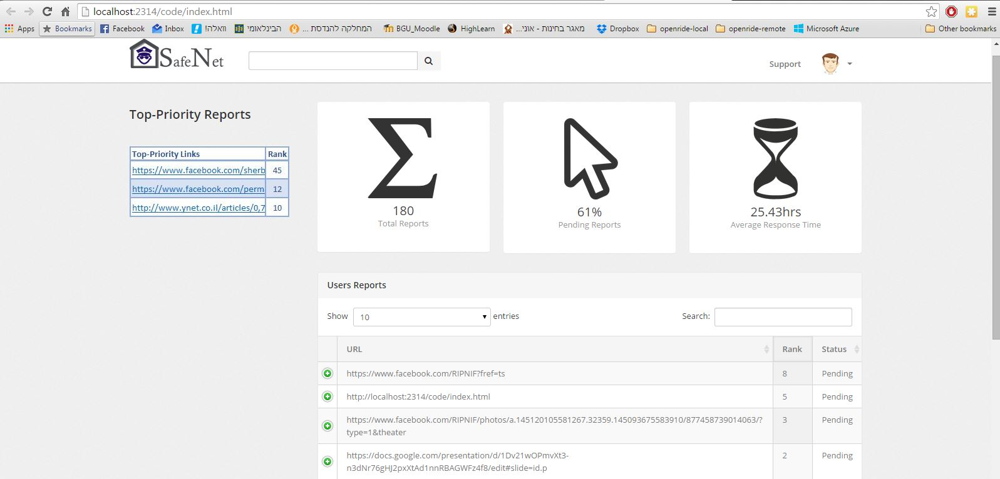 localhost:2314/code/index.html
Apps
Bookmarks
Facebook
Inbox
וואלה!
הבינלאומי
המחלקה להנדסת ...
BGU_Moodle
HighLearn
מאגר בחינות - אוני...
Dropbox
openride-local
openride-remote
Microsoft Azure
Other bookmarks
SafeNet
Support
Top-Priority Reports
Top-Priority Links Rank
https://www.facebook.com/sherb 45
https://www.facebook.com/perm 12
http://www.ynet.co.il/articles/0,7 10
180
Total Reports
61%
Pending Reports
25.43hrs
Average Response Time
Users Reports
Show 10 entries
Search:
URL Rank Status
https://www.facebook.com/RIPNIF?fref=ts 8 Pending
http://localhost:2314/code/index.html 5 Pending
https://www.facebook.com/RIPNIF/photos/a.145120105581267.32359.145093675583910/877458739014063/? 3 Pending
type=1&theater
https://docs.google.com/presentation/d/1Dv21wOPmvXt3- 2 Pending
n3dNr76gHJ2pxXtAd1nnRBAGWFz4f8/edit#slide=id.p